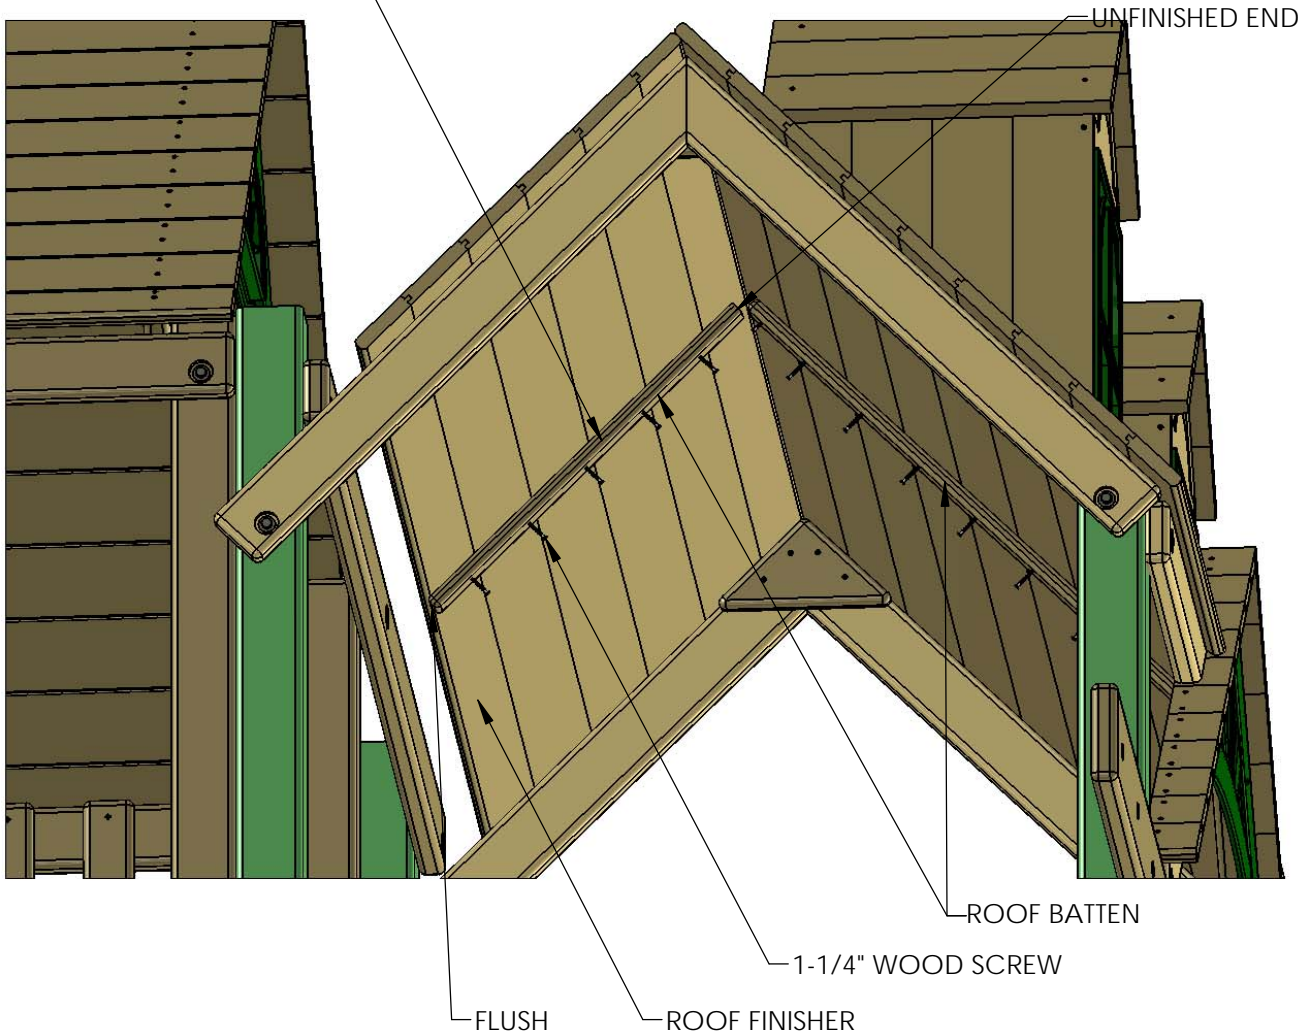 UNFINISHED END
ROOF BATTEN
1-1/4" WOOD SCREW
FLUSH
ROOF FINISHER